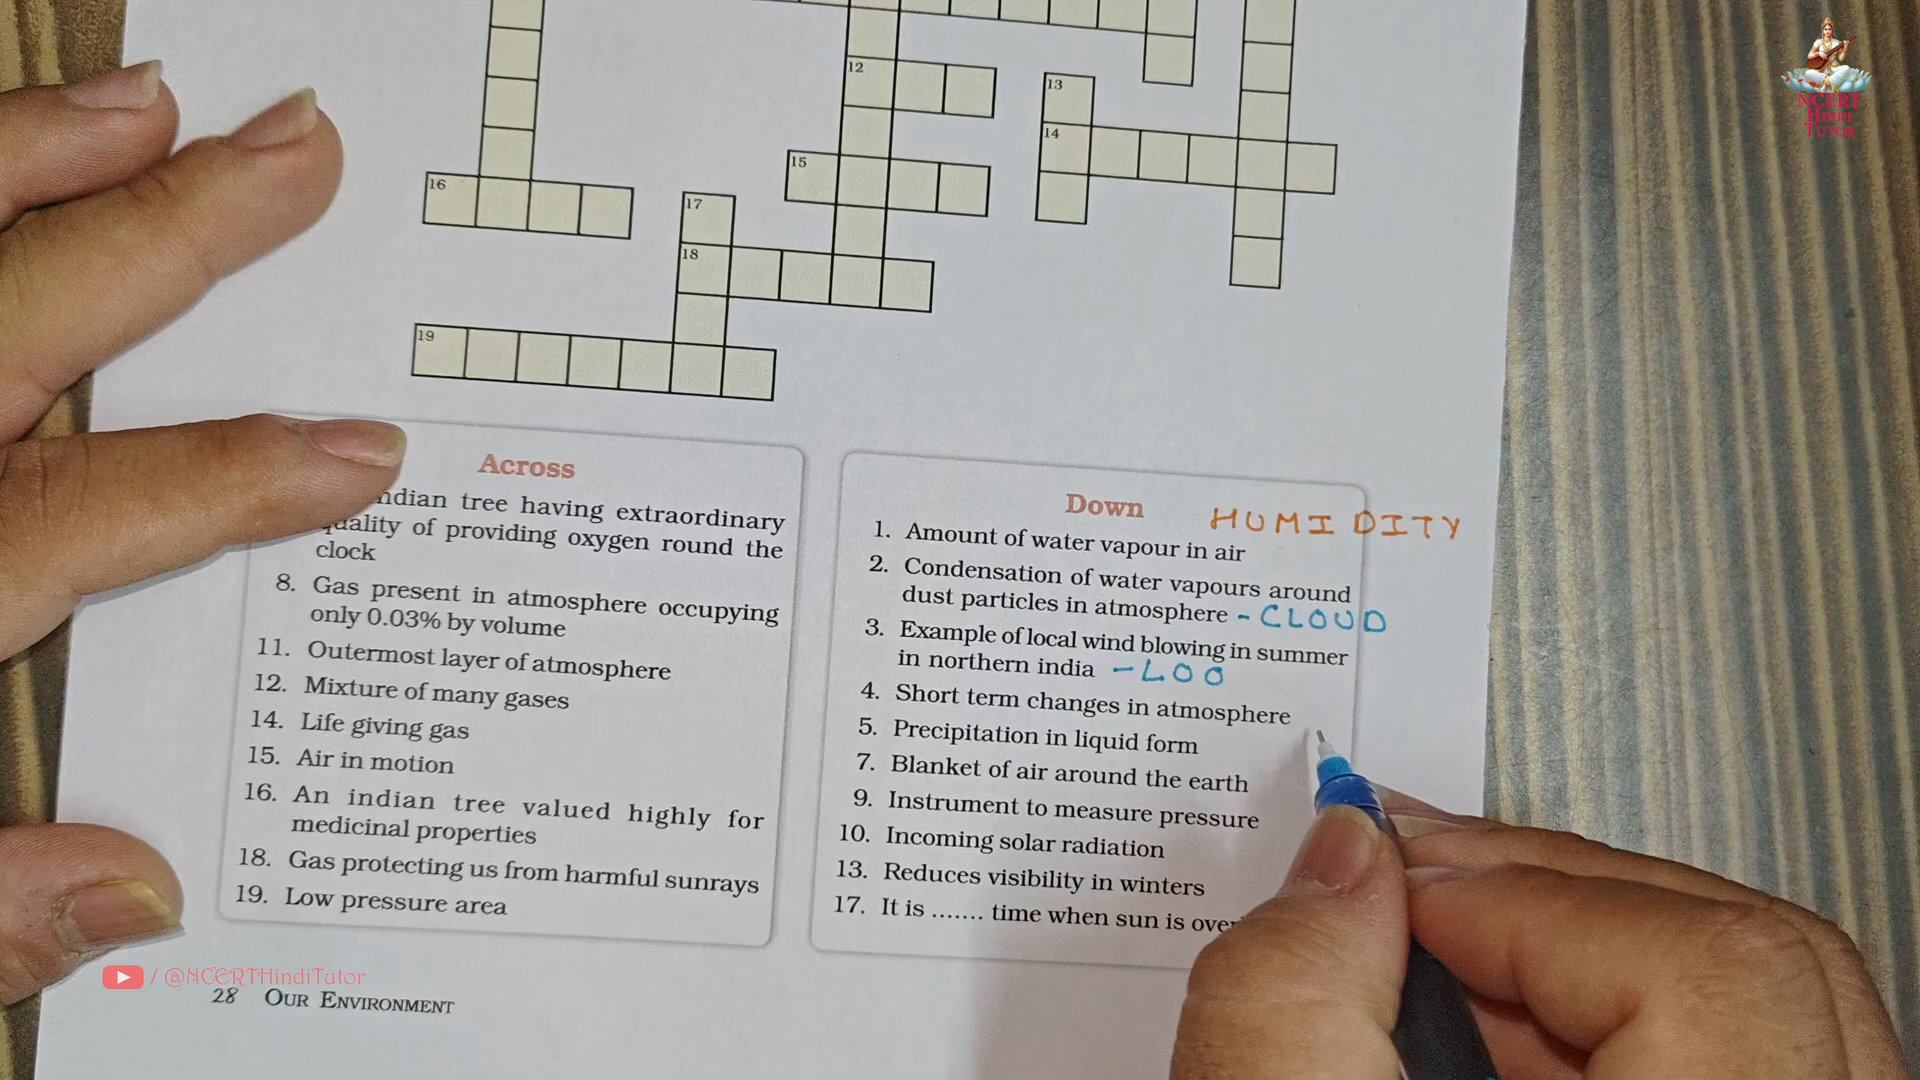 12
13
14
15
16
17
18
19
NCERT
HINDI
TUTOR
Across
ndian tree having extraordinary
quality of providing oxygen round the
clock
8. Gas present in atmosphere occupying
only 0.03% by volume
11. Outermost layer of atmosphere
12. Mixture of many gases
14. Life giving gas
15. Air in motion
16. An indian tree valued highly for
medicinal properties
18. Gas protecting us from harmful sunrays
19. Low pressure area
Down HUMIDITY
1. Amount of water vapour in air
2. Condensation of water vapours around
dust particles in atmosphere - CLOUD
3. Example of local wind blowing in summer
in northern india - LOO
4. Short term changes in atmosphere
5. Precipitation in liquid form
7. Blanket of air around the earth
9. Instrument to measure pressure
10. Incoming solar radiation
13. Reduces visibility in winters
17. It is ....... time when sun is over
/ @NCERTHindiTutor
28 OUR ENVIRONMENT